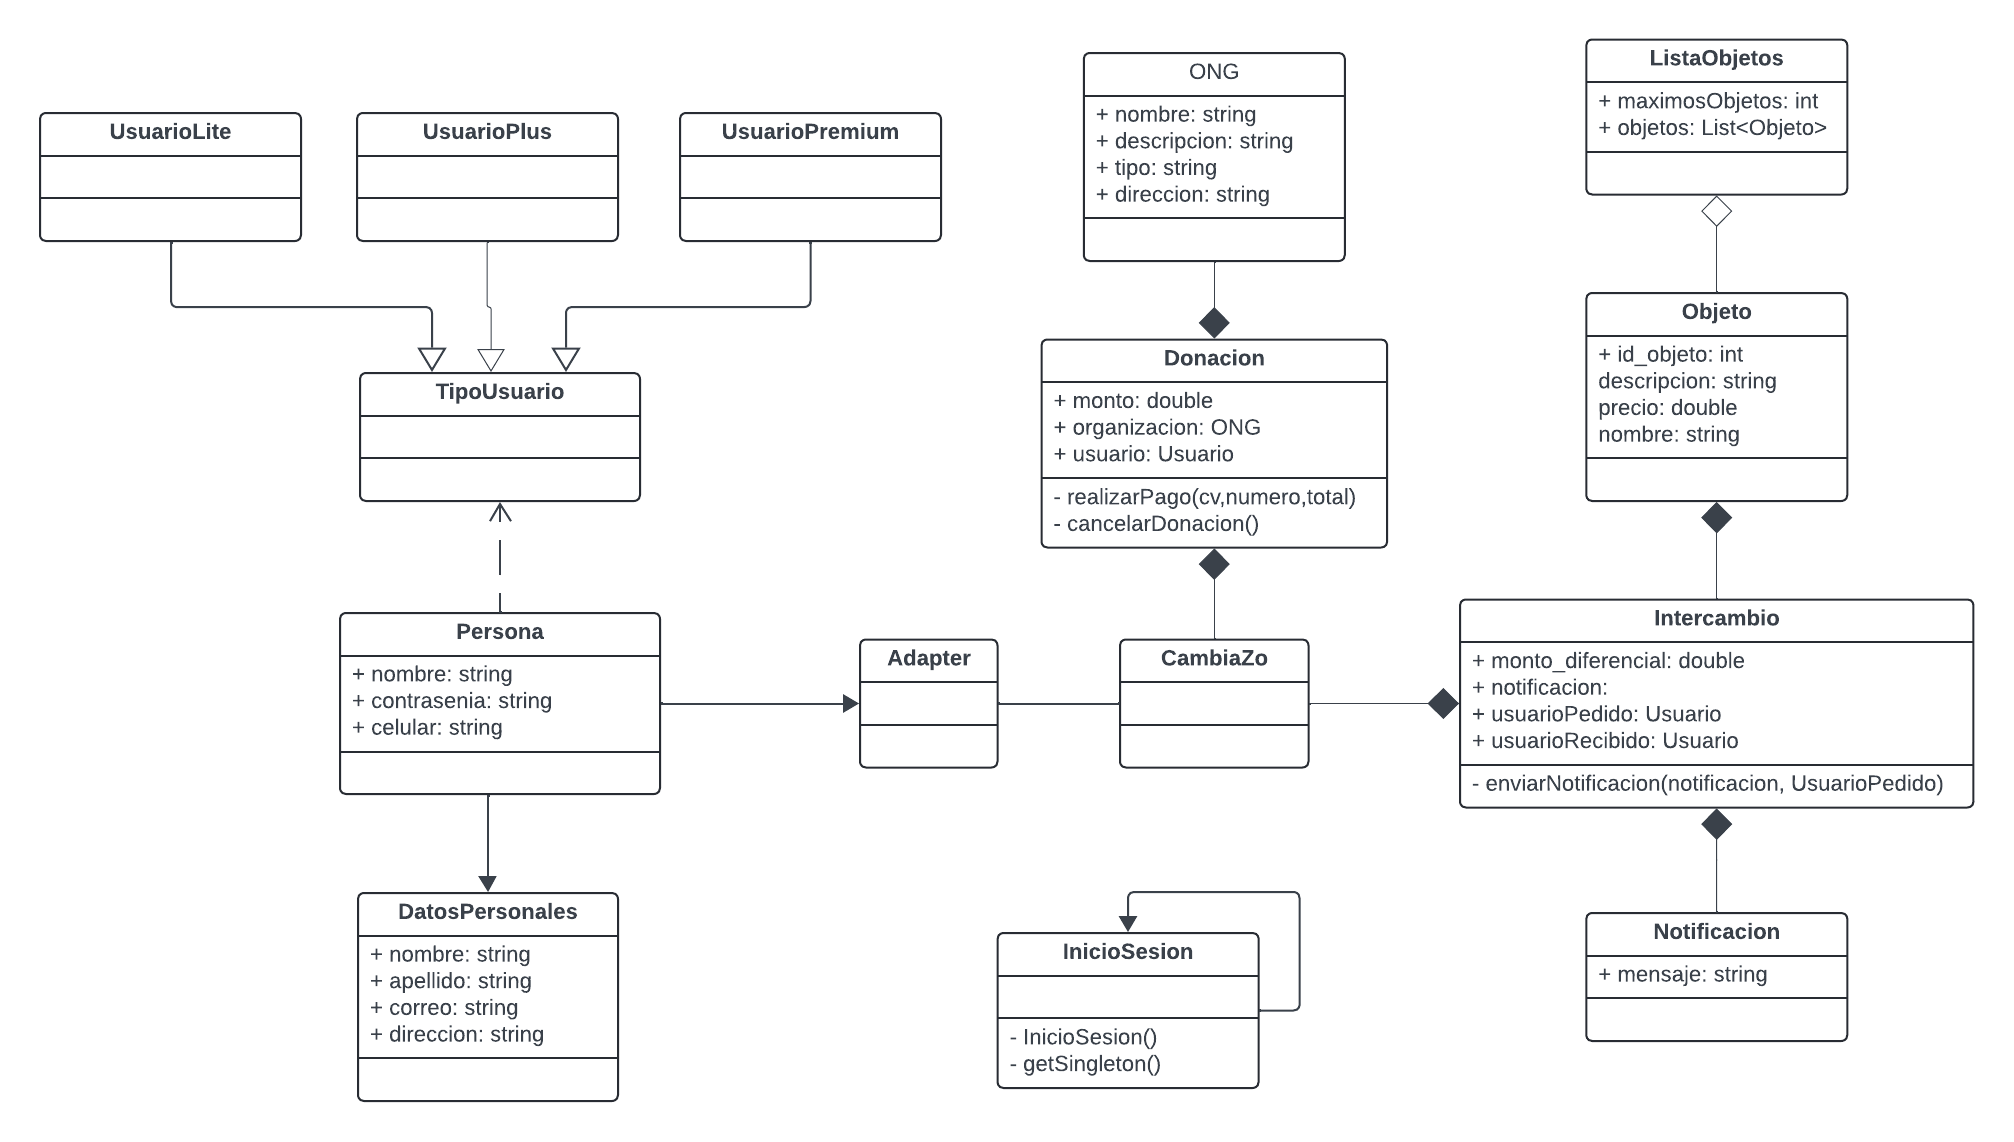 UsuarioLite
UsuarioPlus
UsuarioPremium
TipoUsuario
Persona
+ nombre: string
+ contrasenia: string
+ celular: string
DatosPersonales
+ nombre: string
+ apellido: string
+ correo: string
+ direccion: string
Adapter
ONG
+ nombre: string
+ descripcion: string
+ tipo: string
+ direccion: string
Donacion
+ monto: double
+ organizacion: ONG
+ usuario: Usuario
- realizarPago(cv,numero,total)
- cancelarDonacion()
CambiaZo
InicioSesion
- InicioSesion()
- getSingleton()
ListaObjetos
+ maximosObjetos: int
+ objetos: List<Objeto>
Objeto
+ id_objeto: int
descripcion: string
precio: double
nombre: string
Intercambio
+ monto_diferencial: double
+ notificacion:
+ usuarioPedido: Usuario
+ usuarioRecibido: Usuario
- enviarNotificacion(notificacion, UsuarioPedido)
Notificacion
+ mensaje: string